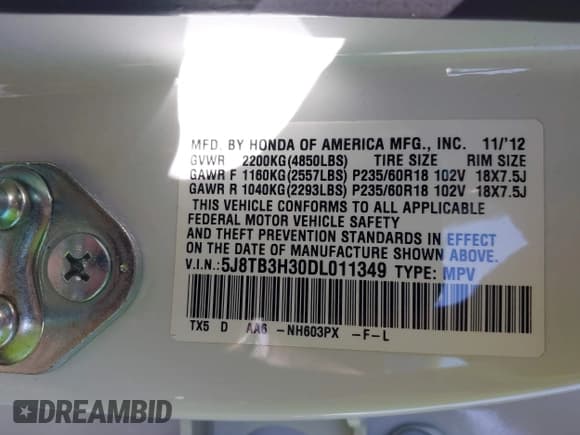 MFD. BY HONDA OF AMERICA MFG., INC. 11/'12
GVWR 2200KG(4850LBS) TIRE SIZE RIM SIZE
GAWR F 1160KG(2557LBS) P235/60R18 102V 18X7.5J
GAWR R 1040KG(2293LBS) P235/60R18 102V 18X7.5J
THIS VEHICLE CONFORMS TO ALL APPLICABLE
FEDERAL MOTOR VEHICLE SAFETY
AND THEFT PREVENTION STANDARDS IN EFFECT
ON THE DATE OF MANUFACTURE SHOWN ABOVE.
V.I.N.:5J8TB3H30DL011349 TYPE: MPV
TX5 D AA6 -NH603PX -F-L
DREAMBID